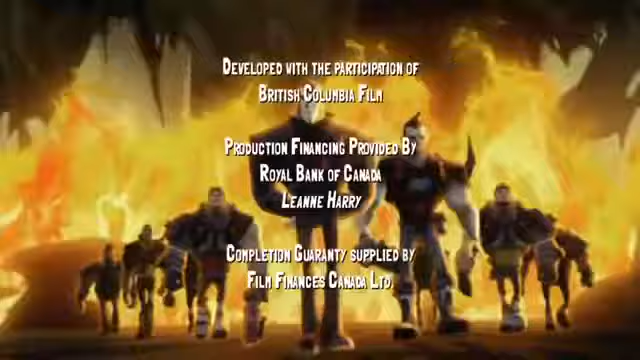 Developed with the participation of
British Columbia Film
Production Financing Provided By
Royal Bank of Canada
Leanne Harry
Completion Guaranty supplied by
Film Finances Canada Ltd.